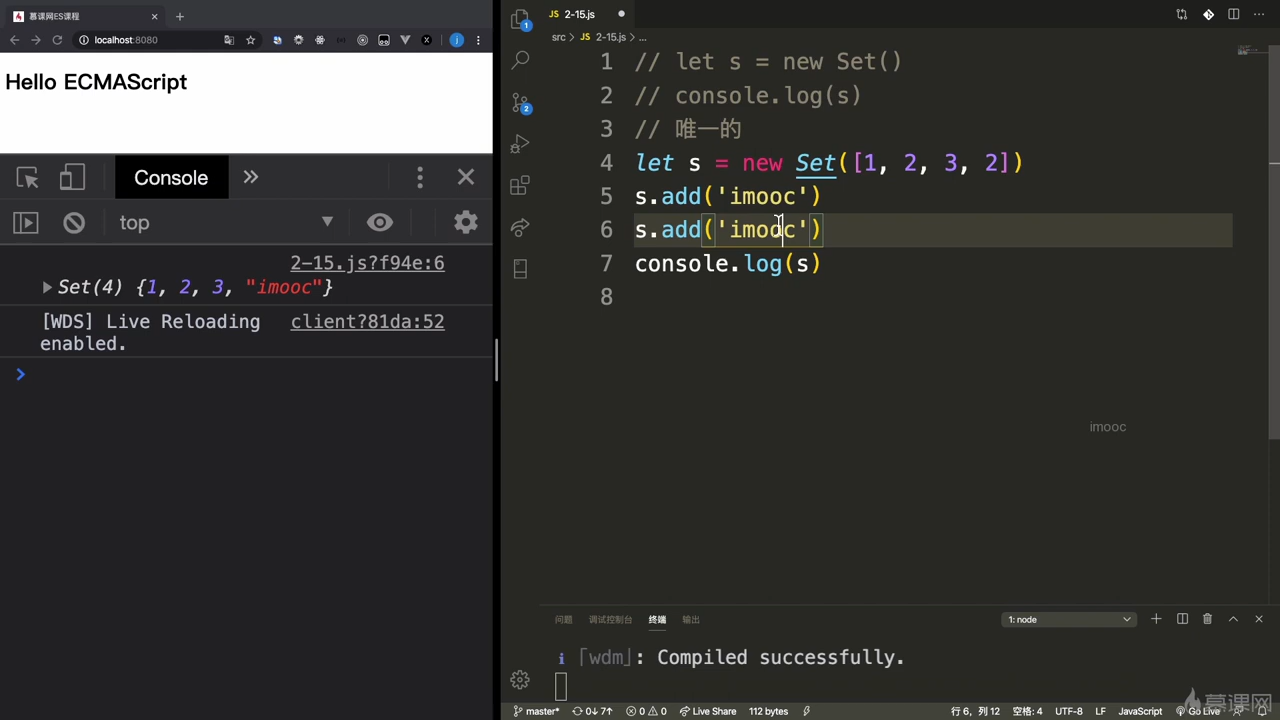 慕课网ES课程
localhost:8080
Hello ECMAScript
Console
top
2-15.js?f94e:6
Set(4) {1, 2, 3, "imooc"}
[WDS] Live Reloading enabled.
client?81da:52
JS 2-15.js
src > JS 2-15.js > ...
1 // let s = new Set()
2 // console.log(s)
3 // 唯一的
4 let s = new Set([1, 2, 3, 2])
5 s.add('imooc')
6 s.add('imooc')
7 console.log(s)
8
imooc
问题 调试控制台 终端 输出
1: node
i ｢wdm｣: Compiled successfully.
master* 0↓ 7↑ 0 0 Live Share 112 bytes
行 6, 列 12 空格: 4 UTF-8 LF JavaScript Go Live
慕课网